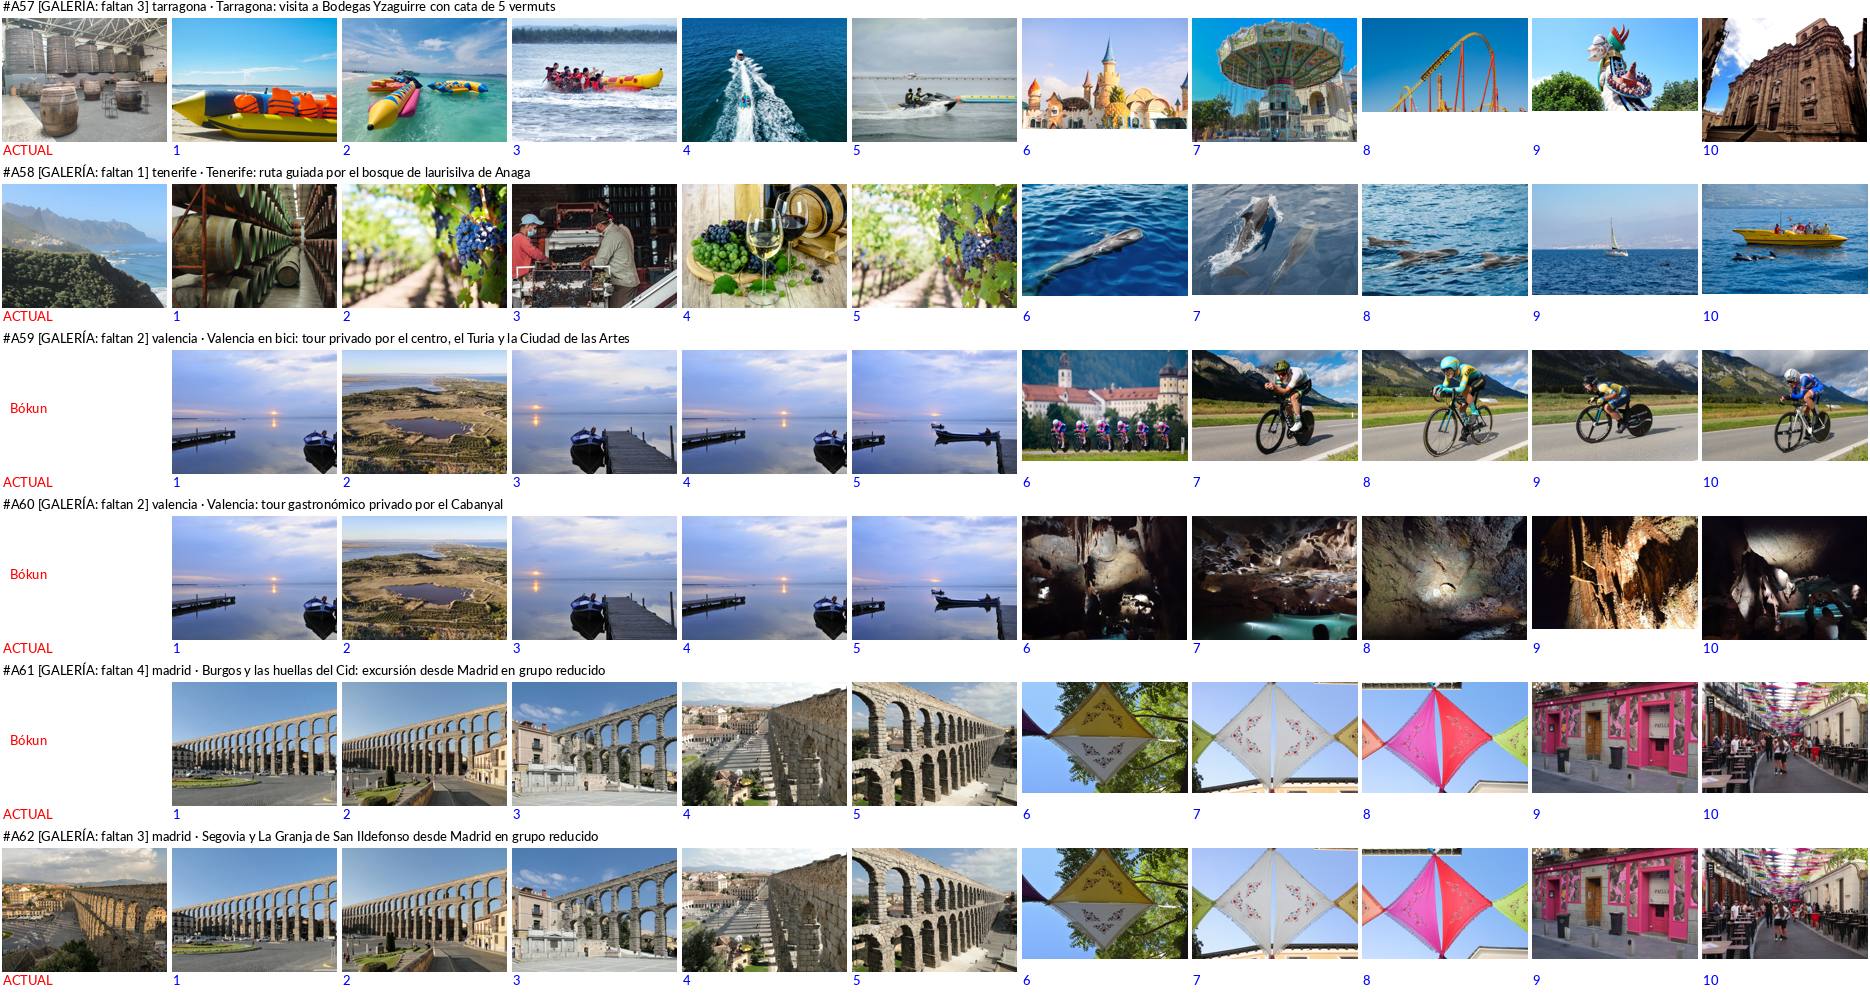 #A57 [GALERÍA: faltan 3] tarragona · Tarragona: visita a Bodegas Yzaguirre con cata de 5 vermuts
ACTUAL 1 2 3 4 5 6 7 8 9 10
#A58 [GALERÍA: faltan 1] tenerife · Tenerife: ruta guiada por el bosque de laurisilva de Anaga
ACTUAL 1 2 3 4 5 6 7 8 9 10
#A59 [GALERÍA: faltan 2] valencia · Valencia en bici: tour privado por el centro, el Turia y la Ciudad de las Artes
Bókun
ACTUAL 1 2 3 4 5 6 7 8 9 10
#A60 [GALERÍA: faltan 2] valencia · Valencia: tour gastronómico privado por el Cabanyal
Bókun
ACTUAL 1 2 3 4 5 6 7 8 9 10
#A61 [GALERÍA: faltan 4] madrid · Burgos y las huellas del Cid: excursión desde Madrid en grupo reducido
Bókun
ACTUAL 1 2 3 4 5 6 7 8 9 10
#A62 [GALERÍA: faltan 3] madrid · Segovia y La Granja de San Ildefonso desde Madrid en grupo reducido
ACTUAL 1 2 3 4 5 6 7 8 9 10